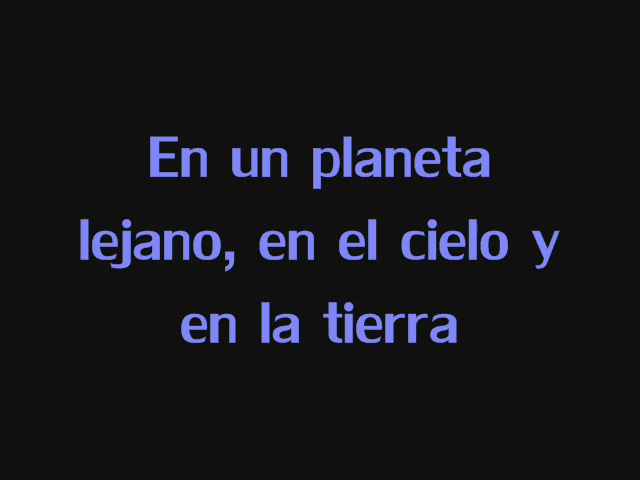 En un planeta
lejano, en el cielo y
en la tierra